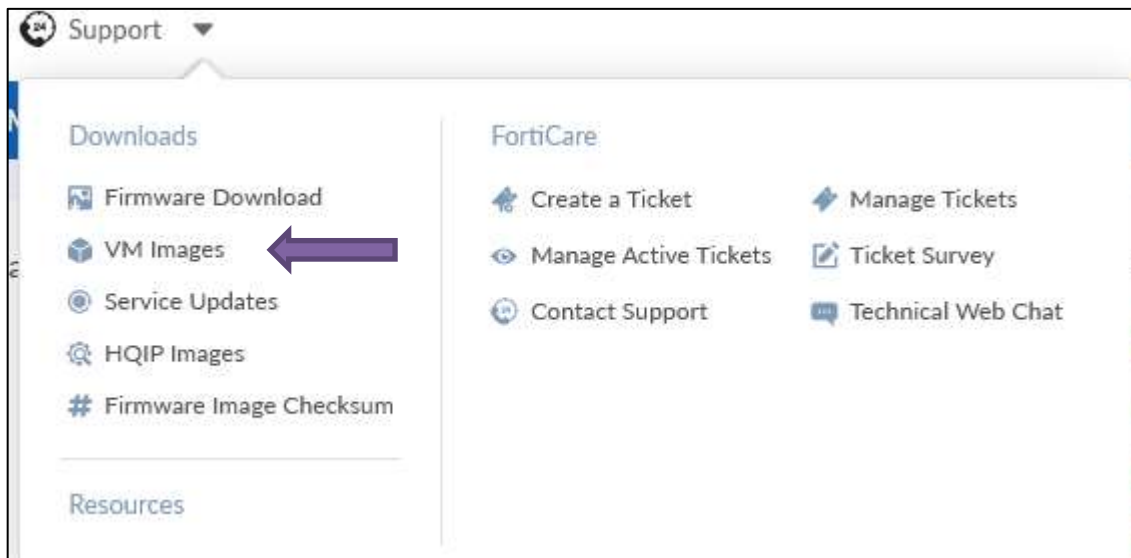 Support
Downloads
Firmware Download
VM Images
Service Updates
HQIP Images
Firmware Image Checksum
Resources
FortiCare
Create a Ticket
Manage Tickets
Manage Active Tickets
Ticket Survey
Contact Support
Technical Web Chat